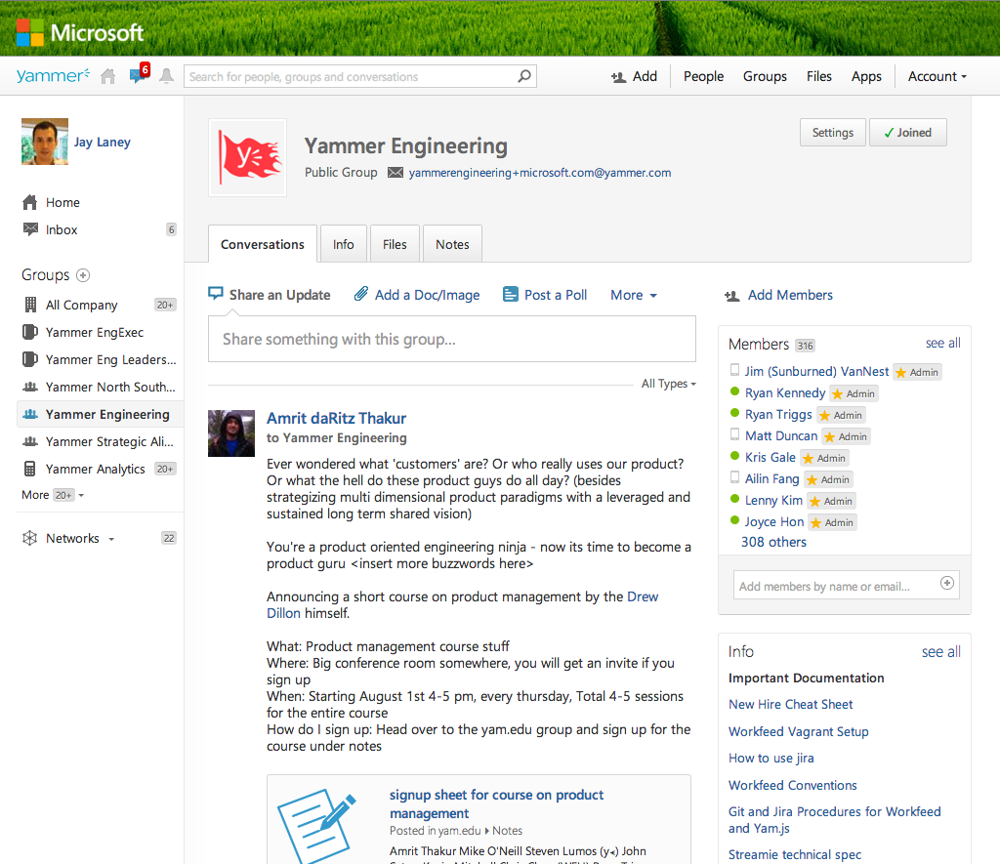 Microsoft
yammer
6
Search for people, groups and conversations
Add
People
Groups
Files
Apps
Account
Jay Laney
Home
Inbox
6
Groups
All Company
20+
Yammer EngExec
Yammer Eng Leaders...
Yammer North South...
Yammer Engineering
Yammer Strategic Ali...
Yammer Analytics
20+
More
20+
Networks
22
Yammer Engineering
Public Group
yammerengineering+microsoft.com@yammer.com
Settings
✓ Joined
Conversations
Info
Files
Notes
Share an Update
Add a Doc/Image
Post a Poll
More
Share something with this group...
All Types
Amrit daRitz Thakur
to Yammer Engineering
Ever wondered what 'customers' are? Or who really uses our product?
Or what the hell do these product guys do all day? (besides
strategizing multi dimensional product paradigms with a leveraged and
sustained long term shared vision)
You're a product oriented engineering ninja - now its time to become a
product guru <insert more buzzwords here>
Announcing a short course on product management by the Drew
Dillon himself.
What: Product management course stuff
Where: Big conference room somewhere, you will get an invite if you
sign up
When: Starting August 1st 4-5 pm, every thursday, Total 4-5 sessions
for the entire course
How do I sign up: Head over to the yam.edu group and sign up for the
course under notes
signup sheet for course on product
management
Posted in yam.edu ▸ Notes
Amrit Thakur Mike O'Neill Steven Lumos (y<) John
Add Members
Members 316
see all
Jim (Sunburned) VanNest Admin
Ryan Kennedy Admin
Ryan Triggs Admin
Matt Duncan Admin
Kris Gale Admin
Ailin Fang Admin
Lenny Kim Admin
Joyce Hon Admin
308 others
Add members by name or email...
Info
see all
Important Documentation
New Hire Cheat Sheet
Workfeed Vagrant Setup
How to use jira
Workfeed Conventions
Git and Jira Procedures for Workfeed
and Yam.js
Streamie technical spec